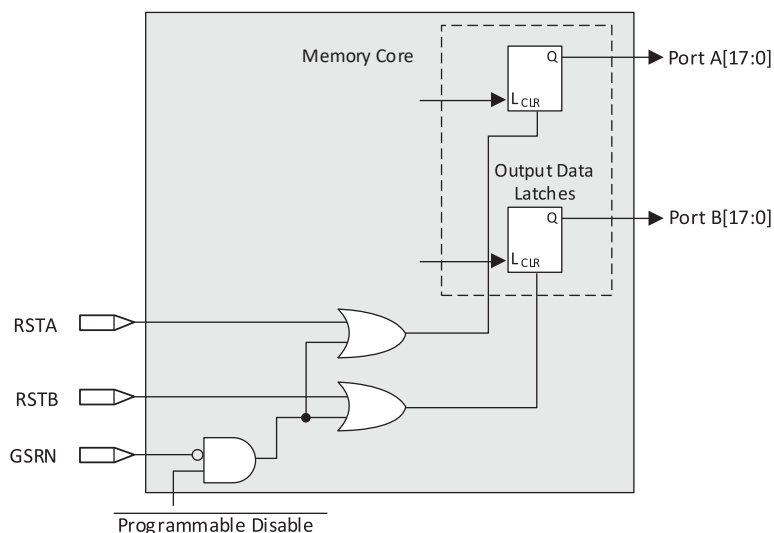 Memory Core
Q
Port A[17:0]
L CLR
Output Data
Latches
Q
Port B[17:0]
L CLR
RSTA
RSTB
GSRN
Programmable Disable